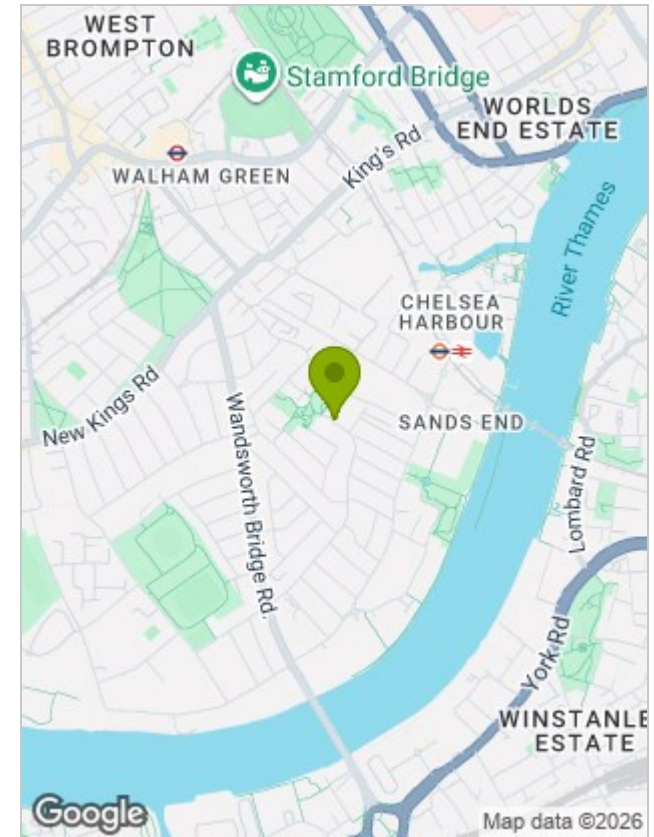 WEST
BROMPTON
Stamford Bridge
WORLDS
END ESTATE
King's Rd
WALHAM GREEN
River Thames
CHELSEA
HARBOUR
New Kings Rd
Wandsworth Bridge Rd.
SANDS END
Lombard Rd
York Rd
WINSTANLE
ESTATE
Google
Map data ©2026